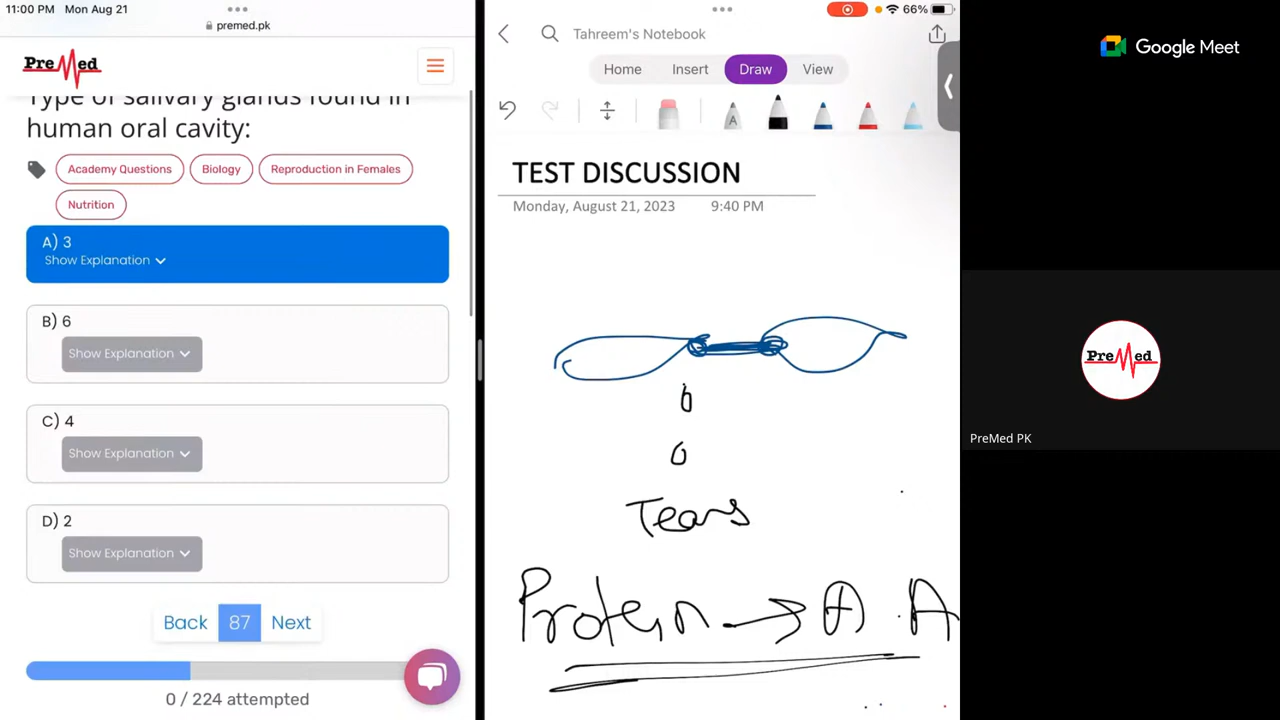 11:00 PM Mon Aug 21
premed.pk
PreMed
Type of salivary glands found in
human oral cavity:
Academy Questions
Biology
Reproduction in Females
Nutrition
A) 3
Show Explanation
B) 6
Show Explanation
C) 4
Show Explanation
D) 2
Show Explanation
Back 87 Next
0 / 224 attempted
66%
Tahreem's Notebook
Home Insert Draw View
A
TEST DISCUSSION
Monday, August 21, 2023 9:40 PM
0
0
Tears
Protein → A.A
Google Meet
PreMed
PreMed PK